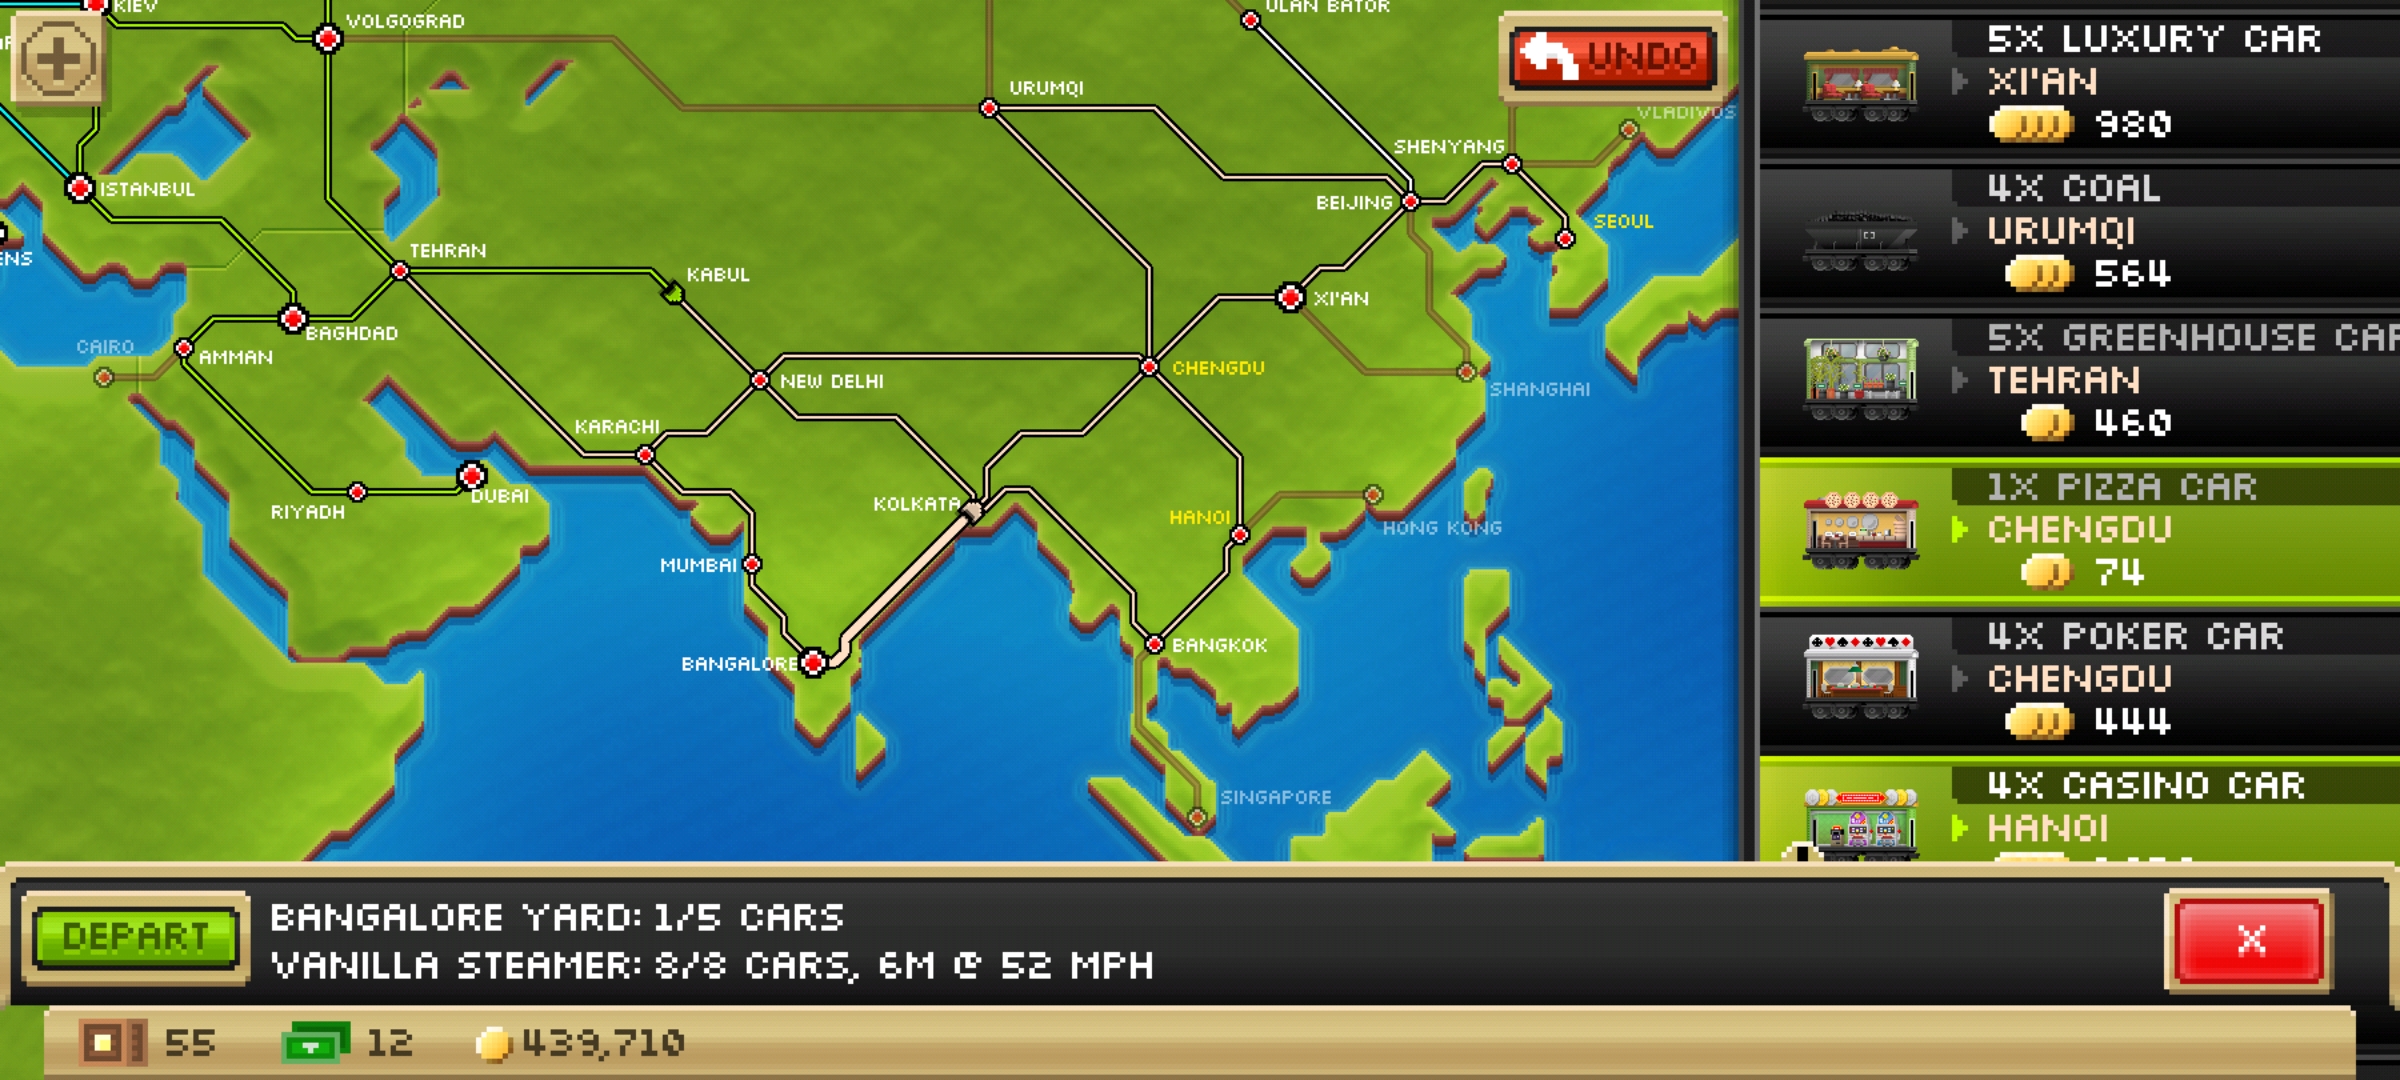 KIEV
VOLGOGRAD
ULAN BATOR
UNDO
URUMQI
VLADIVOS
SHENYANG
ISTANBUL
BEIJING
SEOUL
ENS
TEHRAN
KABUL
XI'AN
CAIRO
BAGHDAD
AMMAN
CHENGDU
NEW DELHI
SHANGHAI
KARACHI
KOLKATA
DUBAI
RIYADH
HANOI
HONG KONG
MUMBAI
BANGKOK
BANGALORE
SINGAPORE
5X LUXURY CAR
XI'AN
980
4X COAL
URUMQI
564
5X GREENHOUSE CAR
TEHRAN
460
1X PIZZA CAR
CHENGDU
74
4X POKER CAR
CHENGDU
444
4X CASINO CAR
HANOI
DEPART
BANGALORE YARD: 1/5 CARS
VANILLA STEAMER: 8/8 CARS, 6M @ 52 MPH
X
55
12
439,710